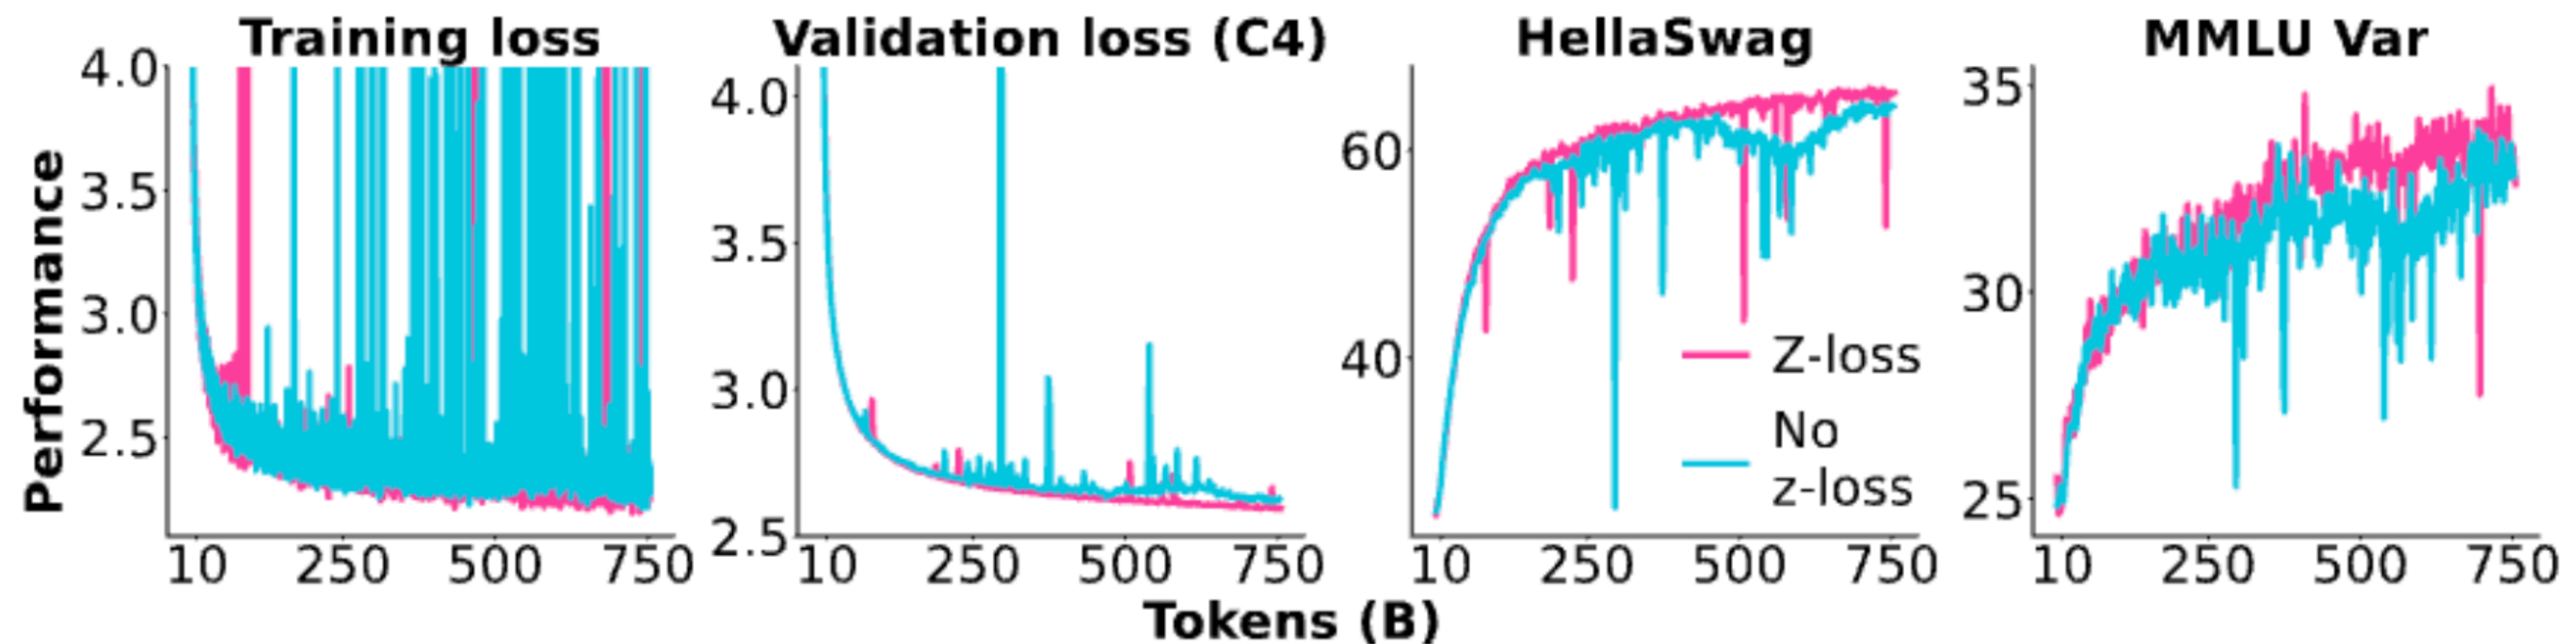 Training loss
Validation loss (C4)
HellaSwag
MMLU Var
Performance
4.0
3.5
3.0
2.5
10 250 500 750
4.0
3.5
3.0
2.5
10 250 500 750
60
40
10 250 500 750
Z-loss
No
z-loss
35
30
25
10 250 500 750
Tokens (B)